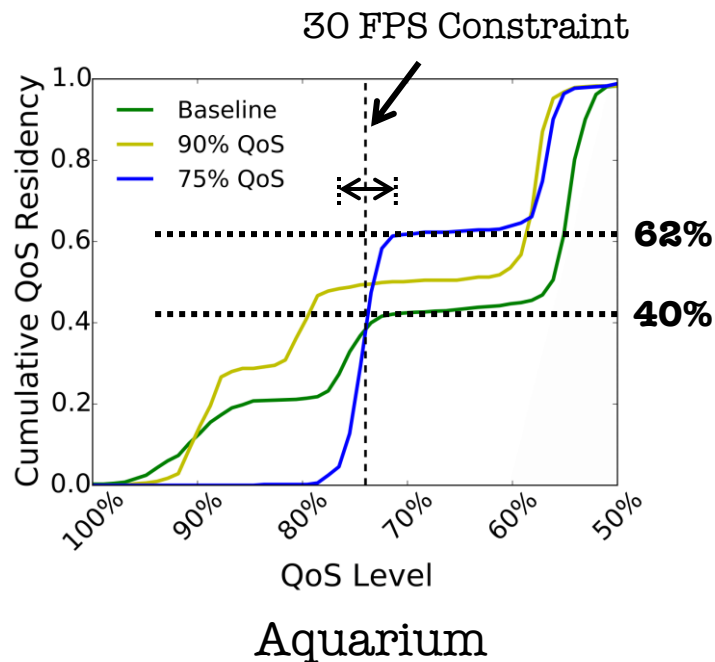 30 FPS Constraint
Cumulative QoS Residency
1.0
0.8
0.6
0.4
0.2
0.0
Baseline
90% QoS
75% QoS
62%
40%
100%
90%
80%
70%
60%
50%
QoS Level
Aquarium